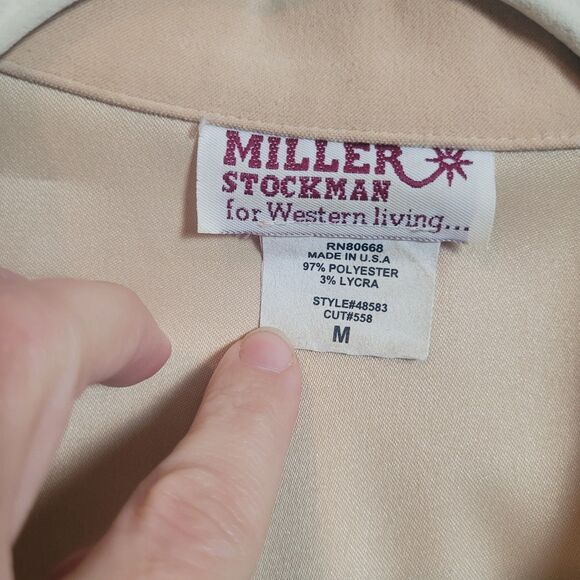 MILLER
STOCKMAN
for Western living...
RN80668
MADE IN U.S.A
97% POLYESTER
3% LYCRA
STYLE#48583
CUT#558
M